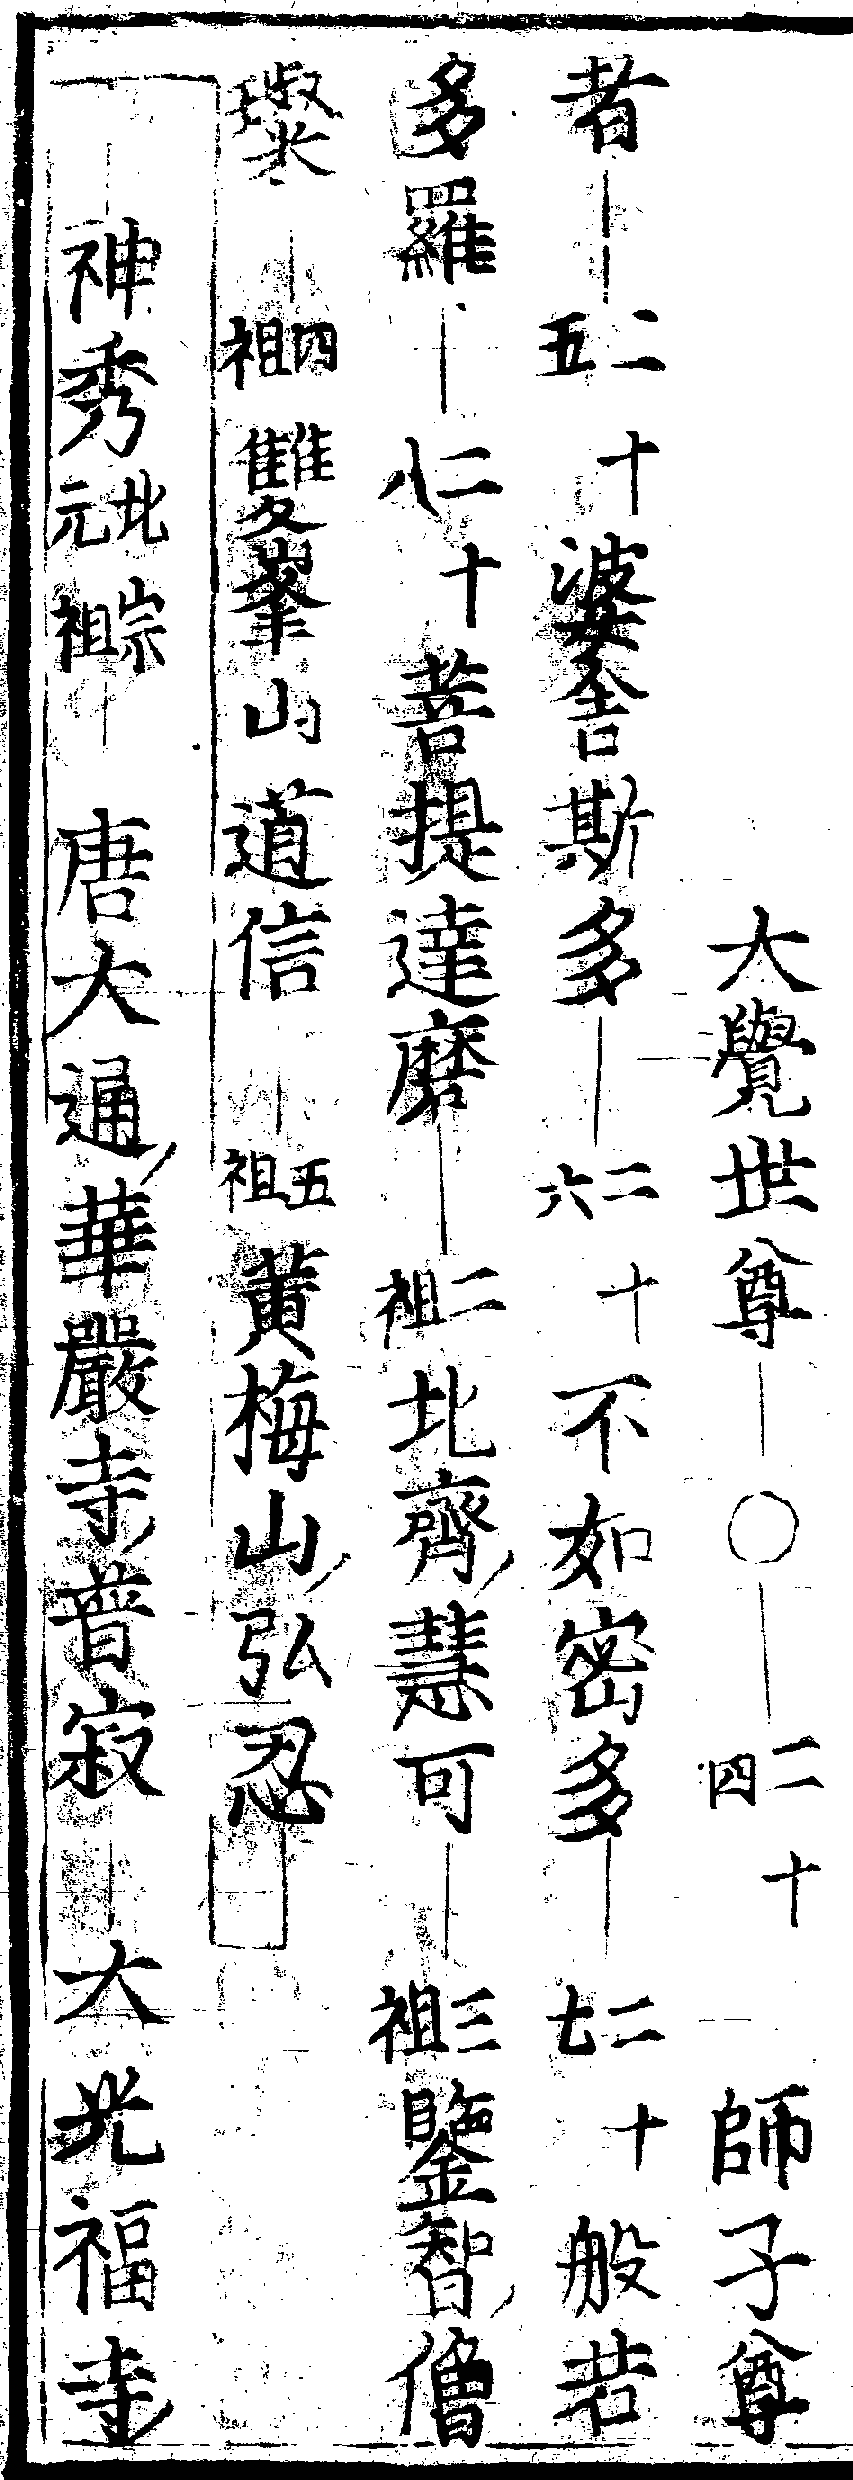 大覺世尊○二十四師子尊
者二十五婆舍斯多二十六不如密多二十七般若
多羅二十八菩提達磨二祖北齊慧可三祖鑒智僧
璨四祖雙峯山道信五祖黃梅山弘忍
神秀北宗元祖唐大通華嚴寺普寂大光福寺